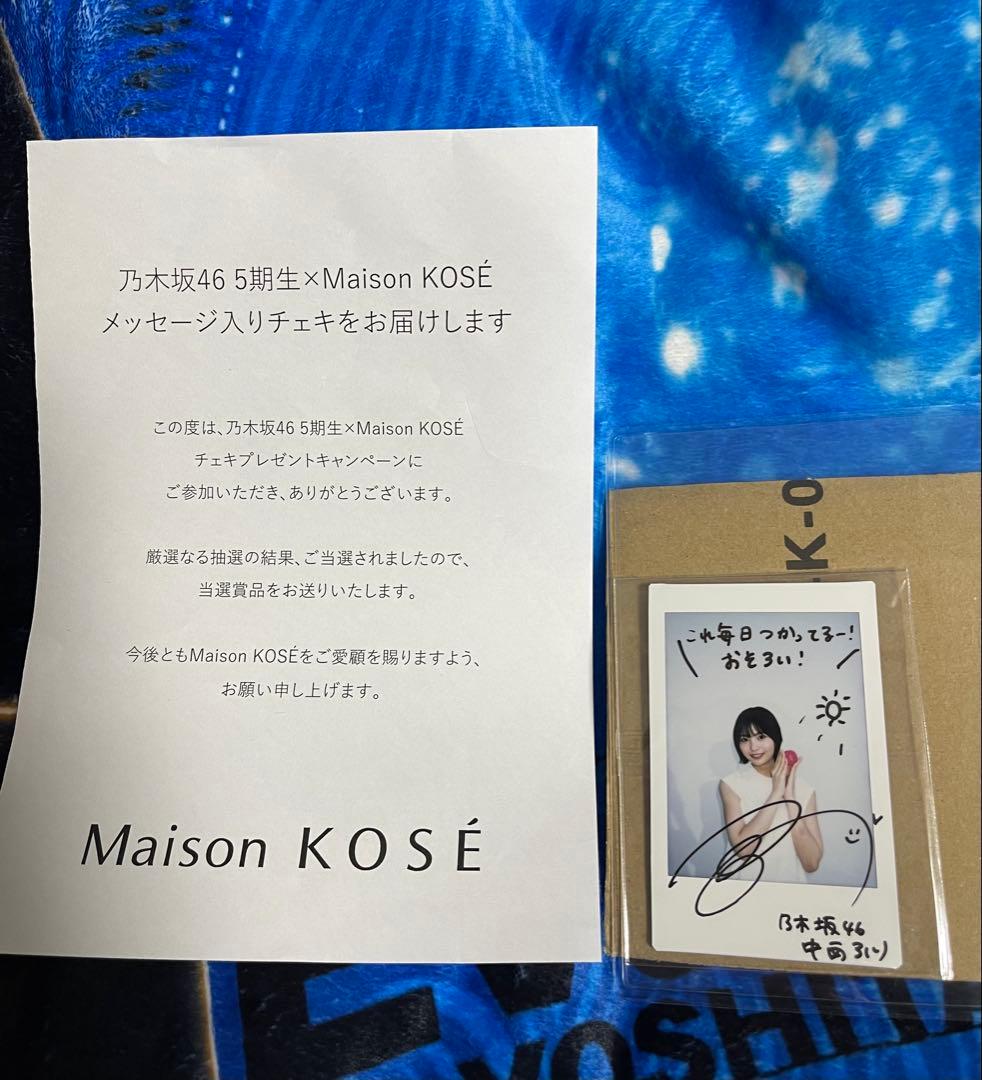 乃木坂46 5期生×Maison KOSÉ
メッセージ入りチェキをお届けします
この度は、乃木坂46 5期生×Maison KOSÉ
チェキプレゼントキャンペーンに
ご参加いただき、ありがとうございます。
厳選なる抽選の結果、ご当選されましたので、
当選賞品をお送りいたします。
今後ともMaison KOSÉをご愛顧を賜りますよう、
お願い申し上げます。
Maison KOSÉ
K-0
これ毎日つかってるー!
おそろい!
乃木坂46
中西アルノ
YOSHI